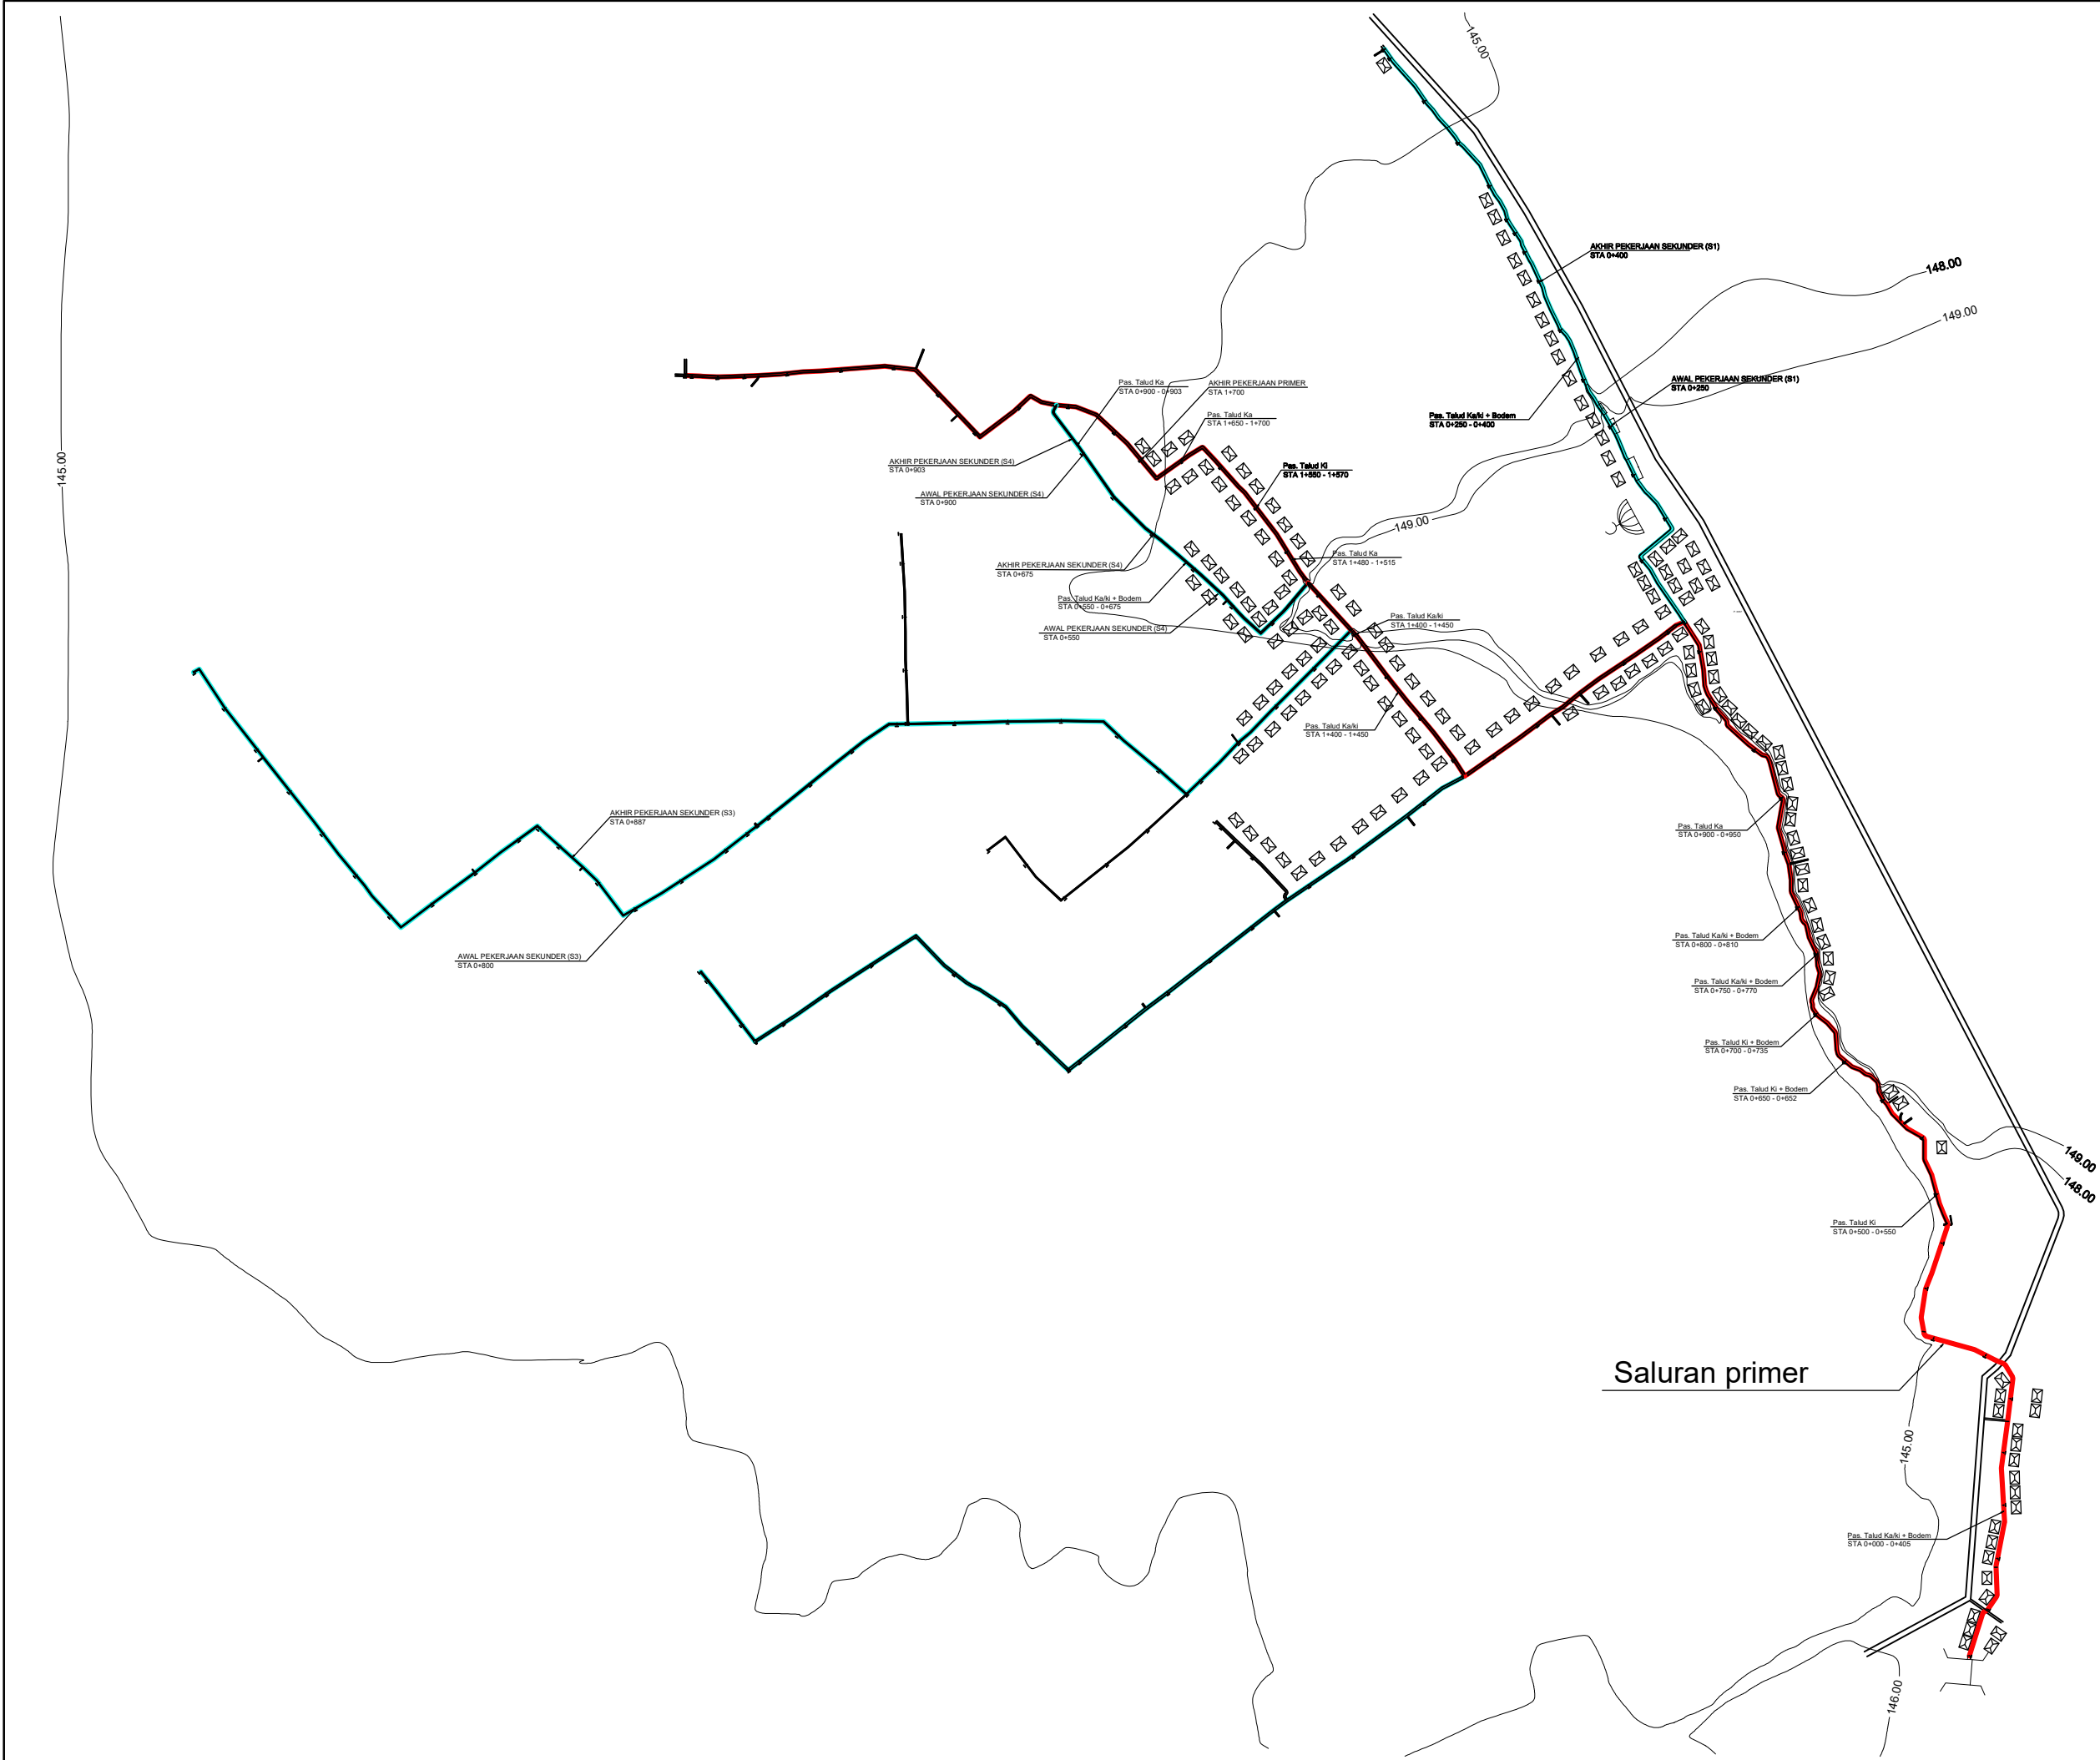 145.00
AKHIR PEKERJAAN SEKUNDER (S1)
STA 0+400
148.00
149.00
AWAL PEKERJAAN SEKUNDER (S1)
STA 0+250
Pas. Talud Ka/ki + Bodem
STA 0+250 - 0+400
Pas. Talud Ka
STA 0+900 - 0+903
AKHIR PEKERJAAN PRIMER
STA 1+700
Pas. Talud Ka
STA 1+650 - 1+700
AKHIR PEKERJAAN SEKUNDER (S4)
STA 0+903
Pas. Talud Ki
STA 1+550 - 1+570
145.00
AWAL PEKERJAAN SEKUNDER (S4)
STA 0+900
149.00
Pas. Talud Ka
STA 1+480 - 1+515
AKHIR PEKERJAAN SEKUNDER (S4)
STA 0+675
Pas. Talud Ka/ki + Bodem
STA 0+550 - 0+675
Pas. Talud Ka/ki
STA 1+400 - 1+450
AWAL PEKERJAAN SEKUNDER (S4)
STA 0+550
Pas. Talud Ka/ki
STA 1+400 - 1+450
AKHIR PEKERJAAN SEKUNDER (S3)
STA 0+887
Pas. Talud Ka
STA 0+900 - 0+950
Pas. Talud Ka/ki + Bodem
STA 0+800 - 0+810
AWAL PEKERJAAN SEKUNDER (S3)
STA 0+800
Pas. Talud Ka/ki + Bodem
STA 0+750 - 0+770
Pas. Talud Ki + Bodem
STA 0+700 - 0+735
Pas. Talud Ki + Bodem
STA 0+650 - 0+652
149.00
148.00
Pas. Talud Ki
STA 0+500 - 0+550
Saluran primer
145.00
Pas. Talud Ka/ki + Bodem
STA 0+000 - 0+405
146.00